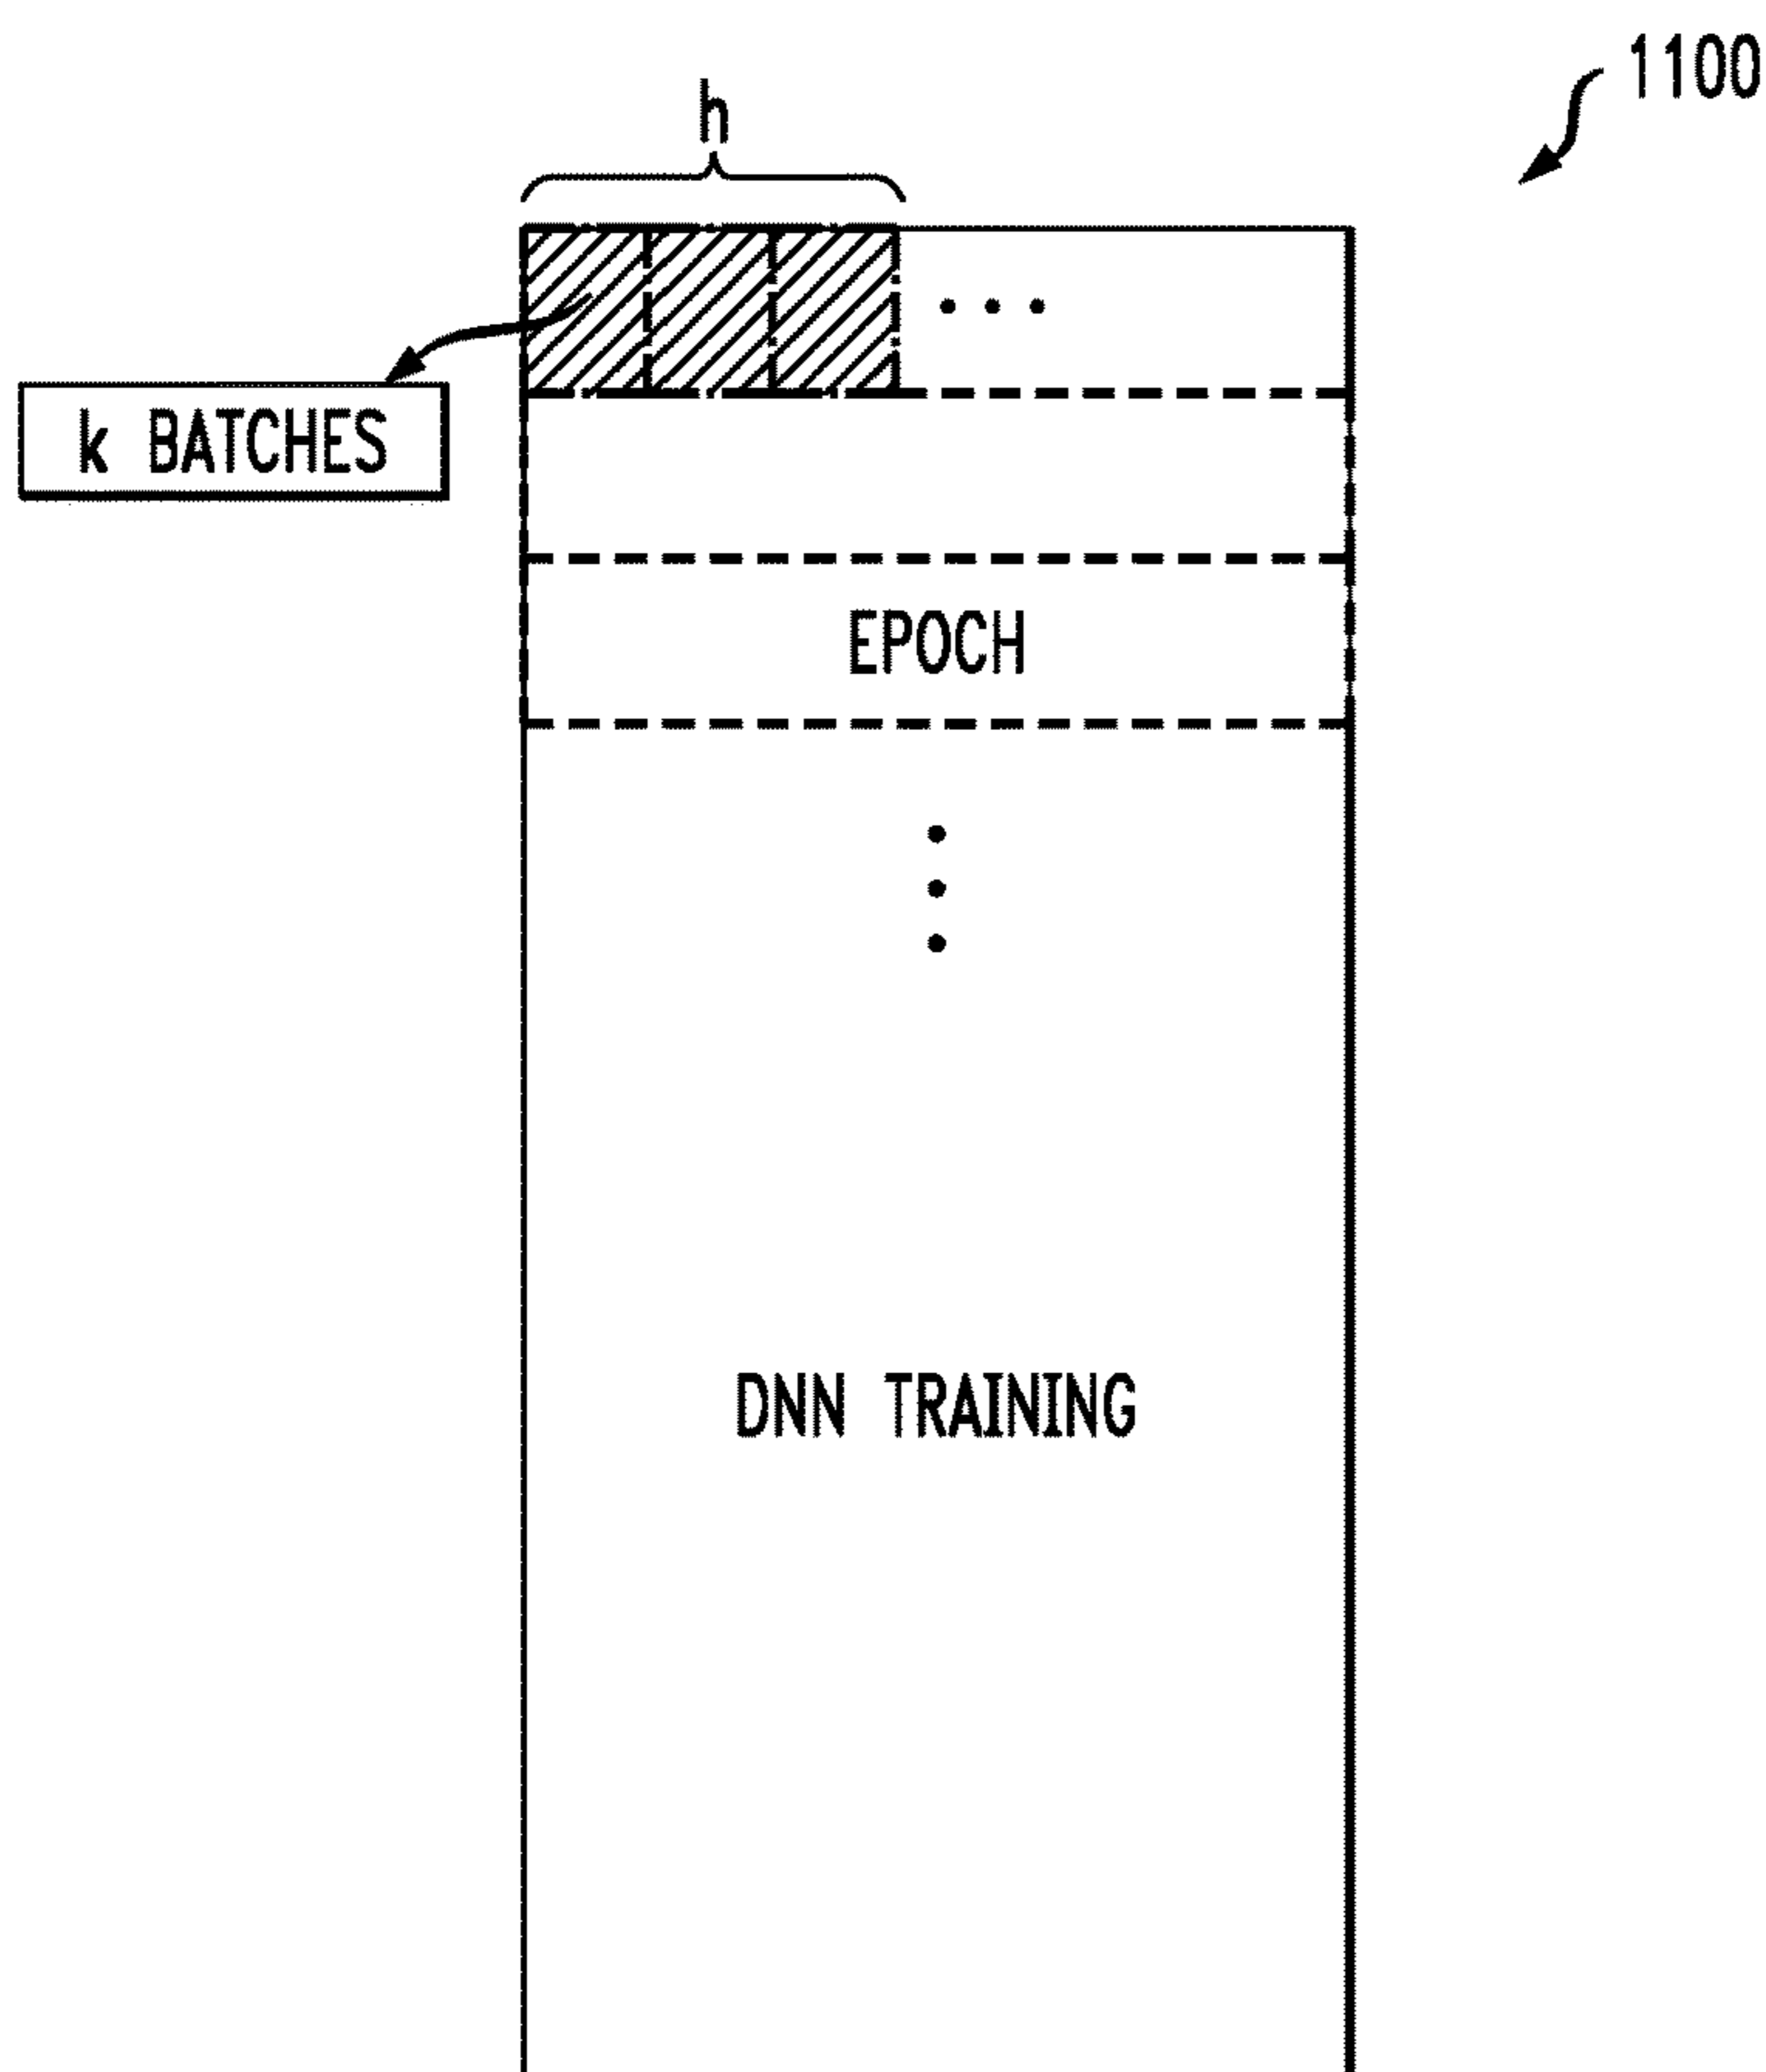 1100
h
k BATCHES
EPOCH
DNN TRAINING